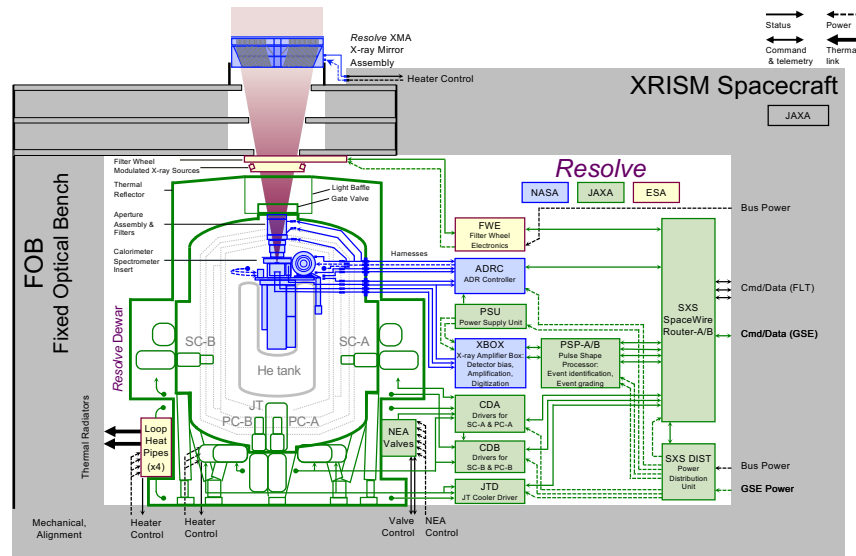 Resolve XMA
X-ray Mirror
Assembly
Heater Control
Status
Power
Command
& telemetry
Thermal
link
XRISM Spacecraft
JAXA
FOB
Fixed Optical Bench
Filter Wheel
Modulated X-ray Sources
Thermal
Reflector
Light Baffle
Gate Valve
Aperture
Assembly &
Filters
Calorimeter
Spectrometer
Insert
Resolve
NASA
JAXA
ESA
Bus Power
FWE
Filter Wheel
Electronics
Harnesses
ADRC
ADR Controller
PSU
Power Supply Unit
XBOX
X-ray Amplifier Box:
Detector bias,
Amplification,
Digitization
PSP-A/B
Pulse Shape
Processor:
Event identification,
Event grading
SXS
SpaceWire
Router-A/B
Cmd/Data (FLT)
Cmd/Data (GSE)
Resolve Dewar
SC-B
SC-A
He tank
JT
PC-B
PC-A
CDA
Drivers for
SC-A & PC-A
CDB
Drivers for
SC-B & PC-B
JTD
JT Cooler Driver
NEA
Valves
SXS DIST
Power
Distribution
Unit
Bus Power
GSE Power
Thermal Radiators
Loop
Heat
Pipes
(x4)
Mechanical,
Alignment
Heater
Control
Heater
Control
Valve
Control
NEA
Control